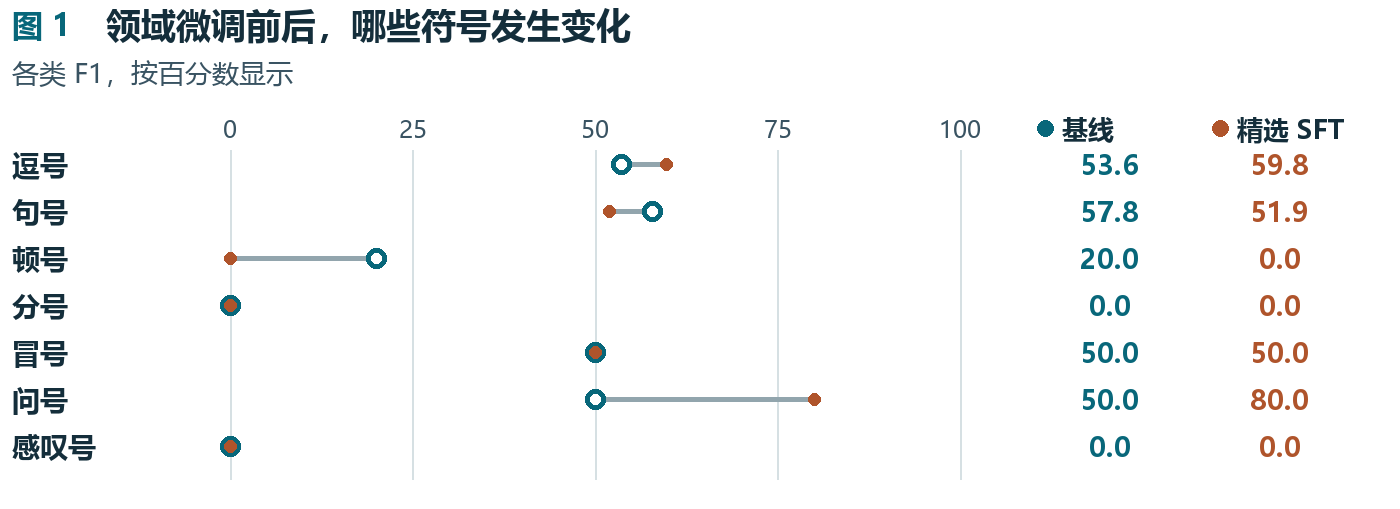 图 1 领域微调前后，哪些符号发生变化
各类 F1，按百分数显示
0 25 50 75 100 基线 精选 SFT
逗号 53.6 59.8
句号 57.8 51.9
顿号 20.0 0.0
分号 0.0 0.0
冒号 50.0 50.0
问号 50.0 80.0
感叹号 0.0 0.0